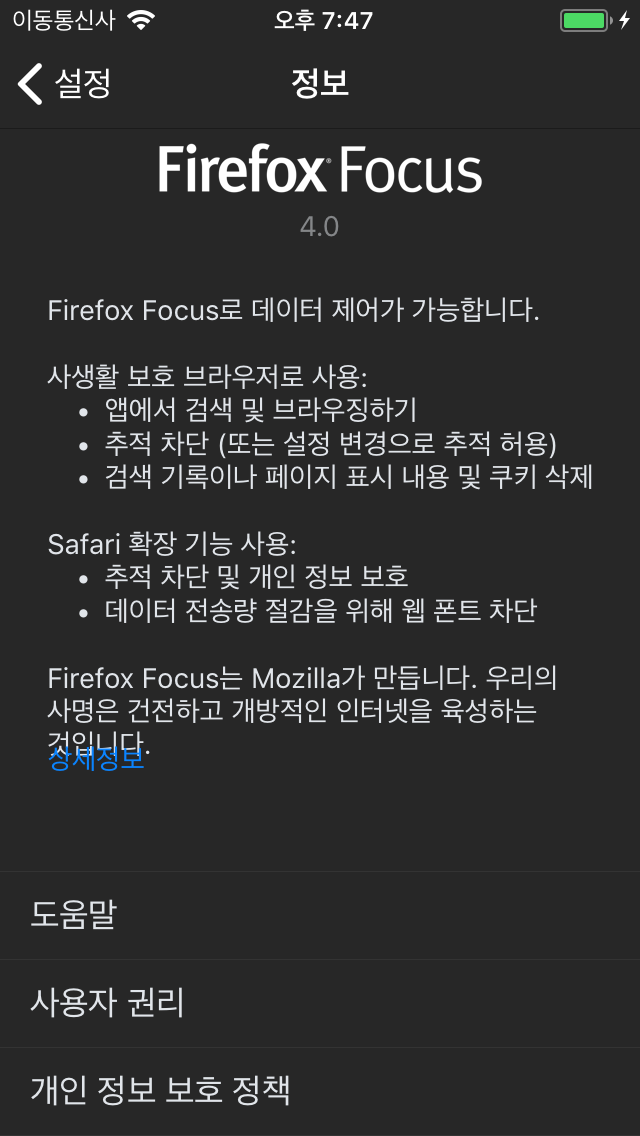 이동통신사 오후 7:47
설정 정보
Firefox Focus
4.0
Firefox Focus로 데이터 제어가 가능합니다.
사생활 보호 브라우저로 사용:
• 앱에서 검색 및 브라우징하기
• 추적 차단 (또는 설정 변경으로 추적 허용)
• 검색 기록이나 페이지 표시 내용 및 쿠키 삭제
Safari 확장 기능 사용:
• 추적 차단 및 개인 정보 보호
• 데이터 전송량 절감을 위해 웹 폰트 차단
Firefox Focus는 Mozilla가 만듭니다. 우리의
사명은 건전하고 개방적인 인터넷을 육성하는
것입니다.
상세정보
도움말
사용자 권리
개인 정보 보호 정책